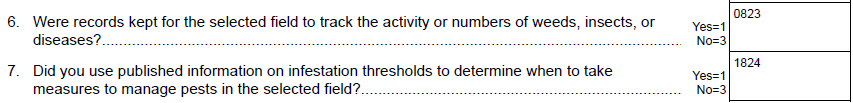 6. Were records kept for the selected field to track the activity or numbers of weeds, insects, or
diseases?................................................................................................................................................
Yes=1
No=3
0823
7. Did you use published information on infestation thresholds to determine when to take
measures to manage pests in the selected field?................................................................................
Yes=1
No=3
1824